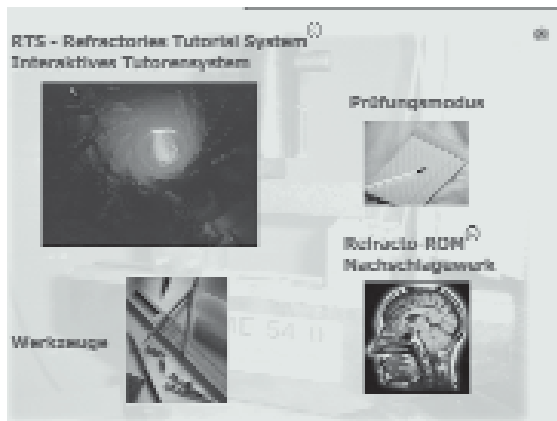 RTS - Refractories Tutorial System
Interaktives Tutorensystem
Prüfungsmodus
Refracto-ROM
Nachschlagewerk
Werkzeuge